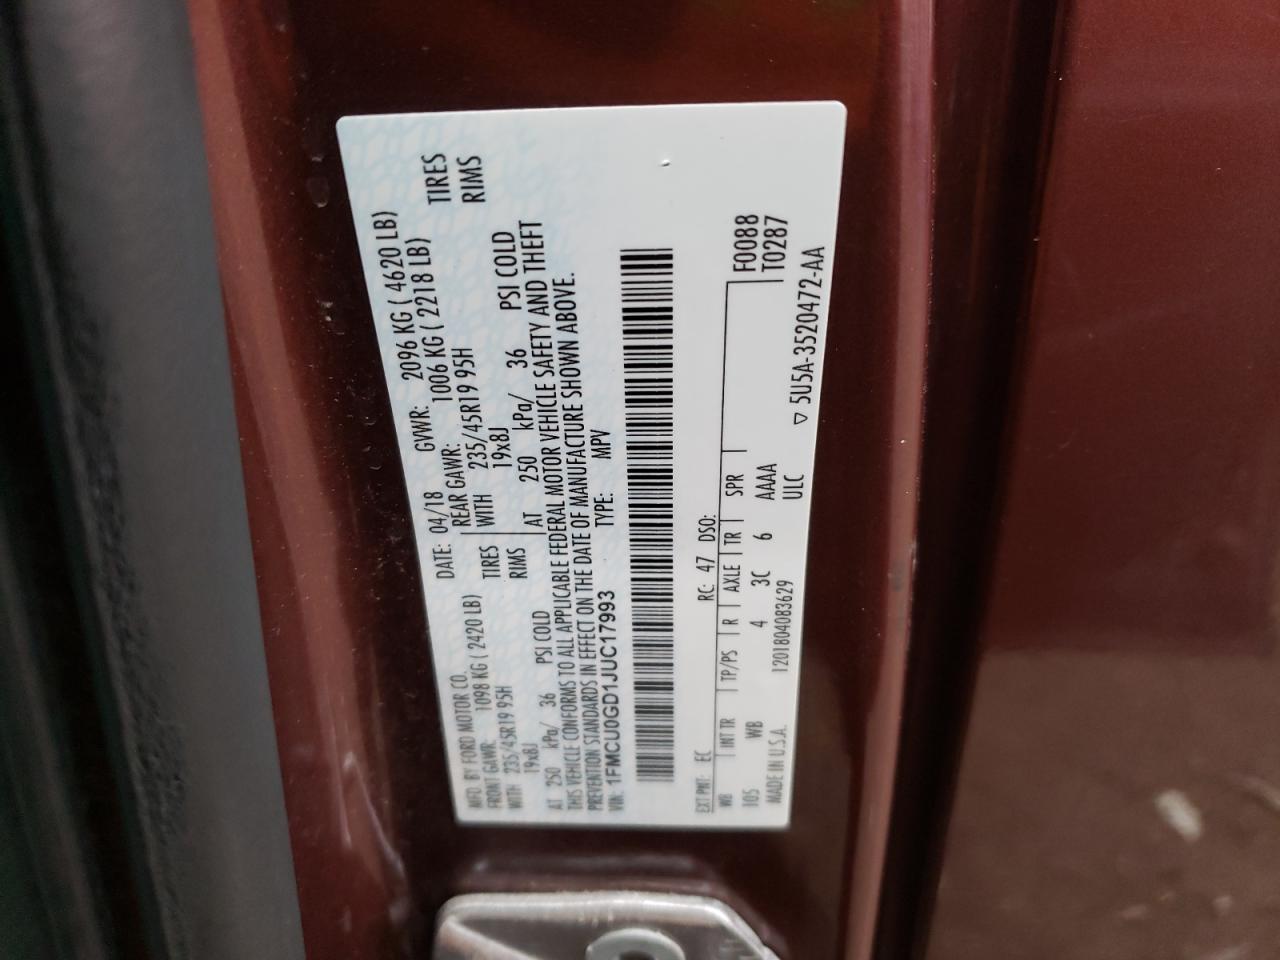 MFD. BY FORD MOTOR CO. DATE: 04/18 GVWR: 2096 KG ( 4620 LB)
FRONT GAWR: 1098 KG ( 2420 LB) REAR GAWR: 1006 KG ( 2218 LB)
WITH 235/45R19 95H TIRES WITH 235/45R19 95H TIRES
19x8J RIMS 19x8J RIMS
AT 250 kPa/ 36 PSI COLD AT 250 kPa/ 36 PSI COLD
THIS VEHICLE CONFORMS TO ALL APPLICABLE FEDERAL MOTOR VEHICLE SAFETY AND THEFT
PREVENTION STANDARDS IN EFFECT ON THE DATE OF MANUFACTURE SHOWN ABOVE.
VIN: 1FMCU0GD1JUC17993 TYPE: MPV
EXT PNT: EC RC: 47 DSO: F0088
WB INT TR TP/PS R AXLE TR SPR T0287
105 WB 4 3C 6 AAAA
MADE IN U.S.A. 1201804083629 ULC ▽ 5U5A-3520472-AA